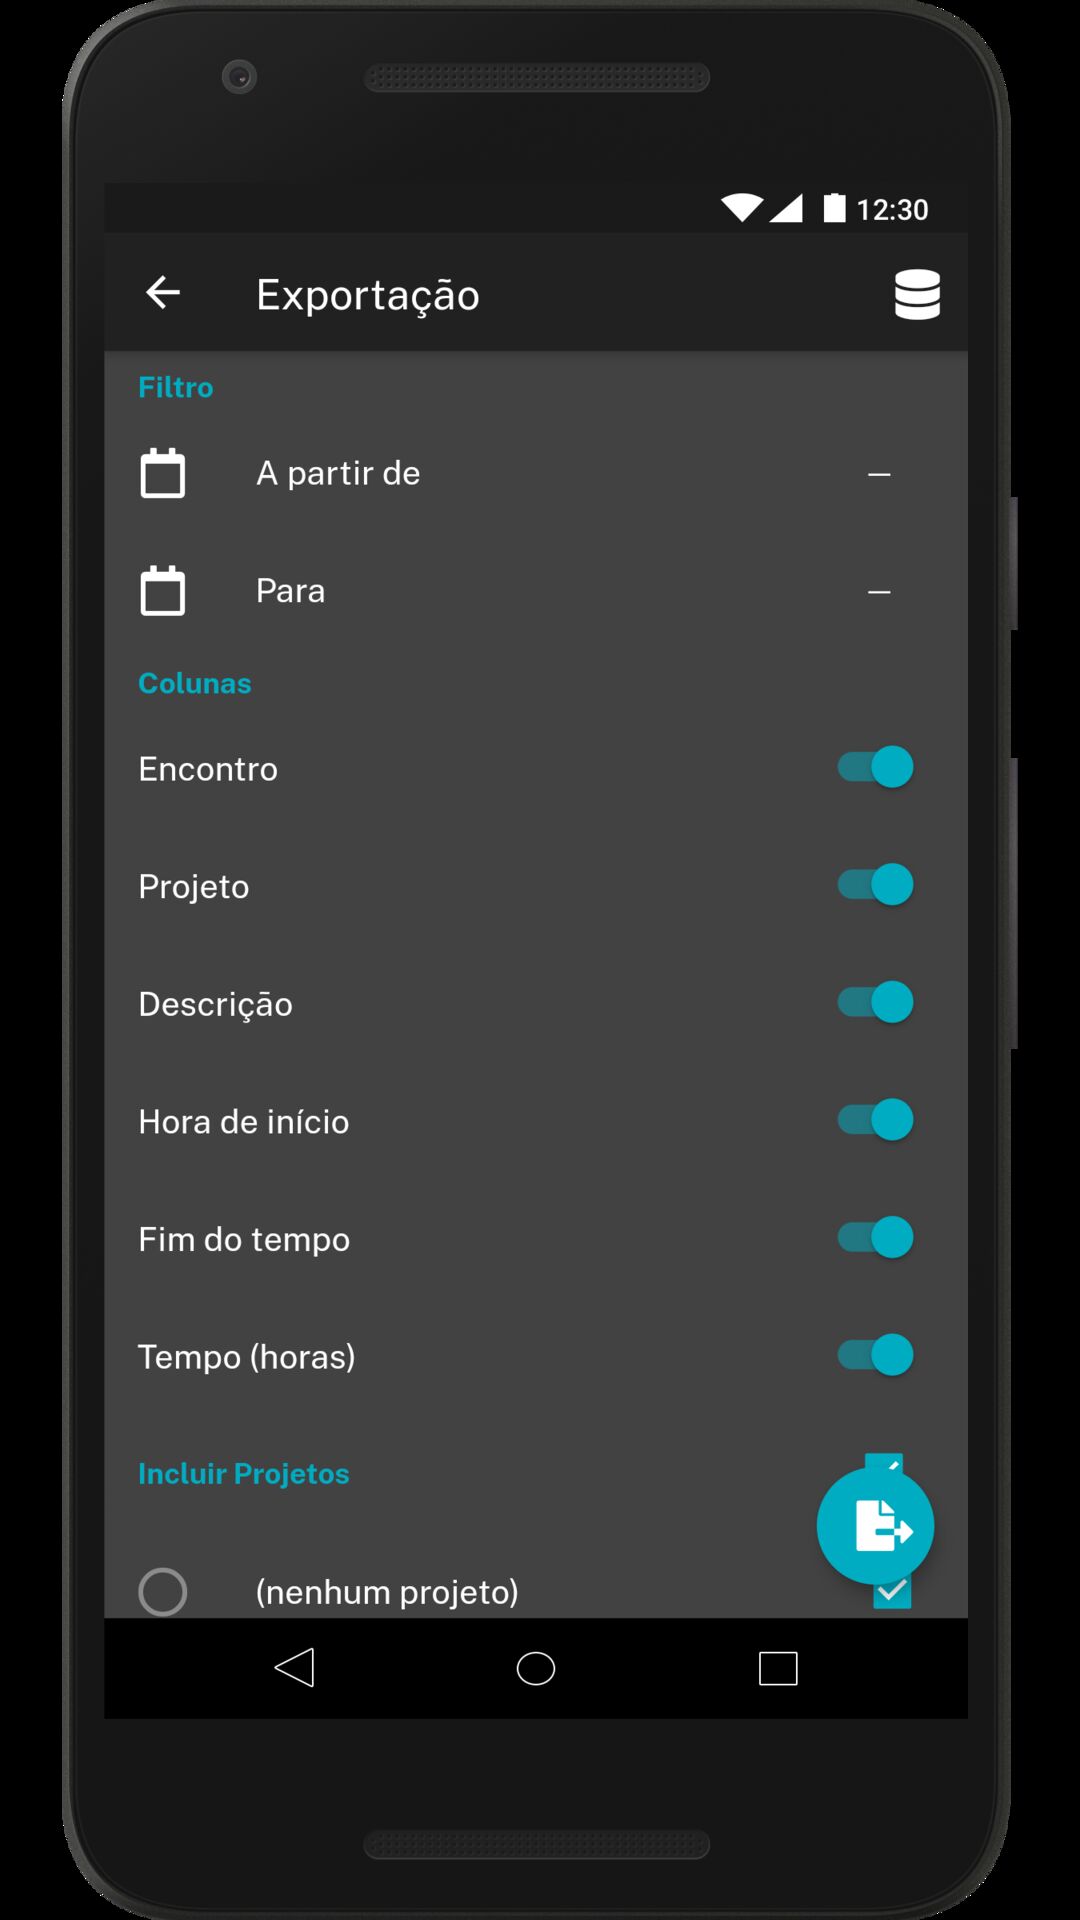 12:30
Exportação
Filtro
A partir de
—
Para
—
Colunas
Encontro
Projeto
Descrição
Hora de início
Fim do tempo
Tempo (horas)
Incluir Projetos
(nenhum projeto)